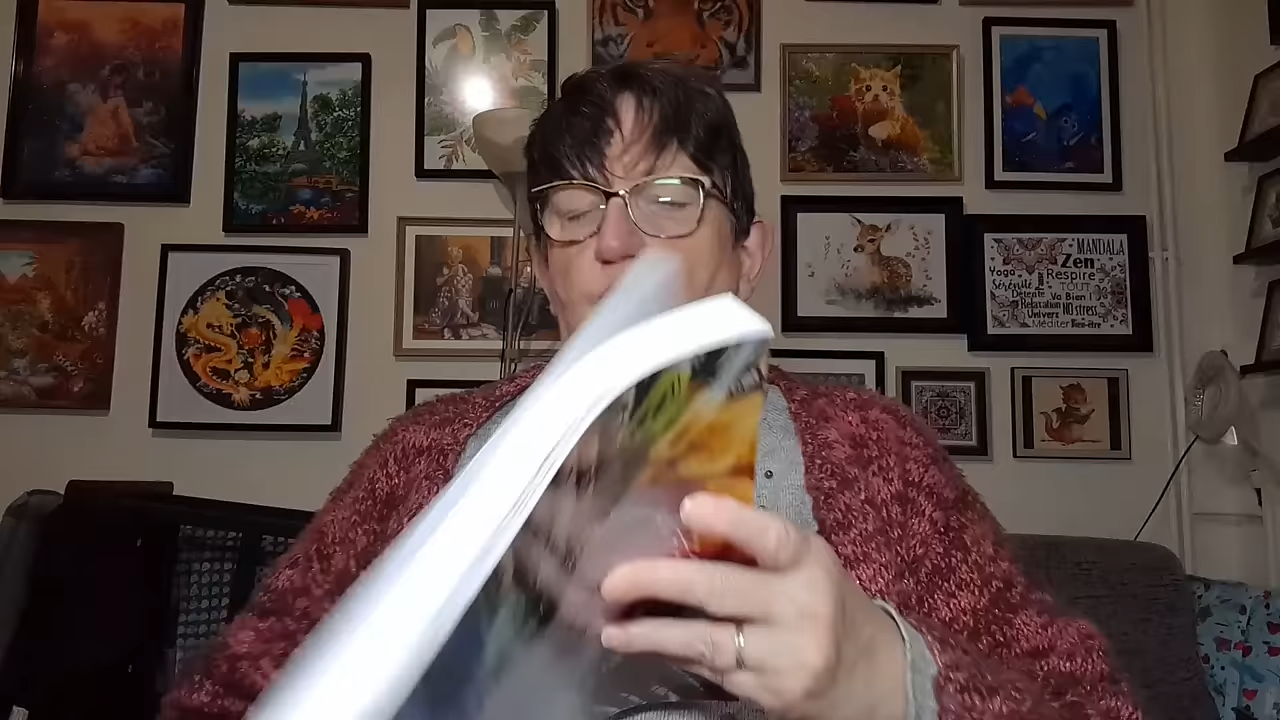 MANDALA
Zen
Yoga
Respire
Sérénité
TOUT
Détente
Va Bien !
Relaxation
NO stress
Univers
Méditer Bien-être